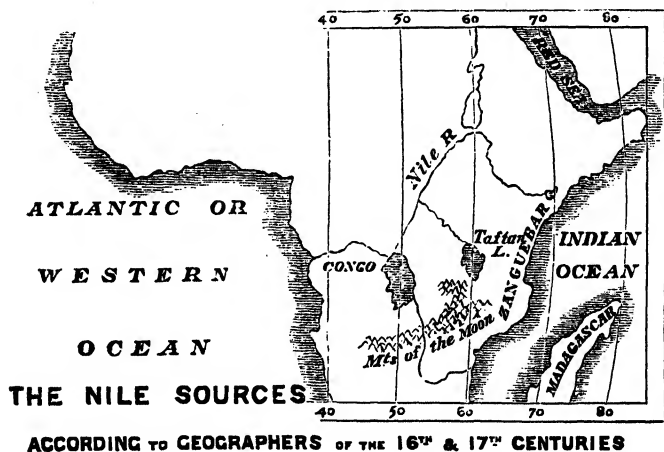 40 50 60 70 80
RED SEA
Nile R
ATLANTIC OR
WESTERN
OCEAN
CONGO
Taftan
L.
ZANGUEBAR
INDIAN
OCEAN
Mts of the Moon
MADAGASCAR
THE NILE SOURCES
40 50 60 70 80
ACCORDING TO GEOGRAPHERS OF THE 16TH & 17TH CENTURIES